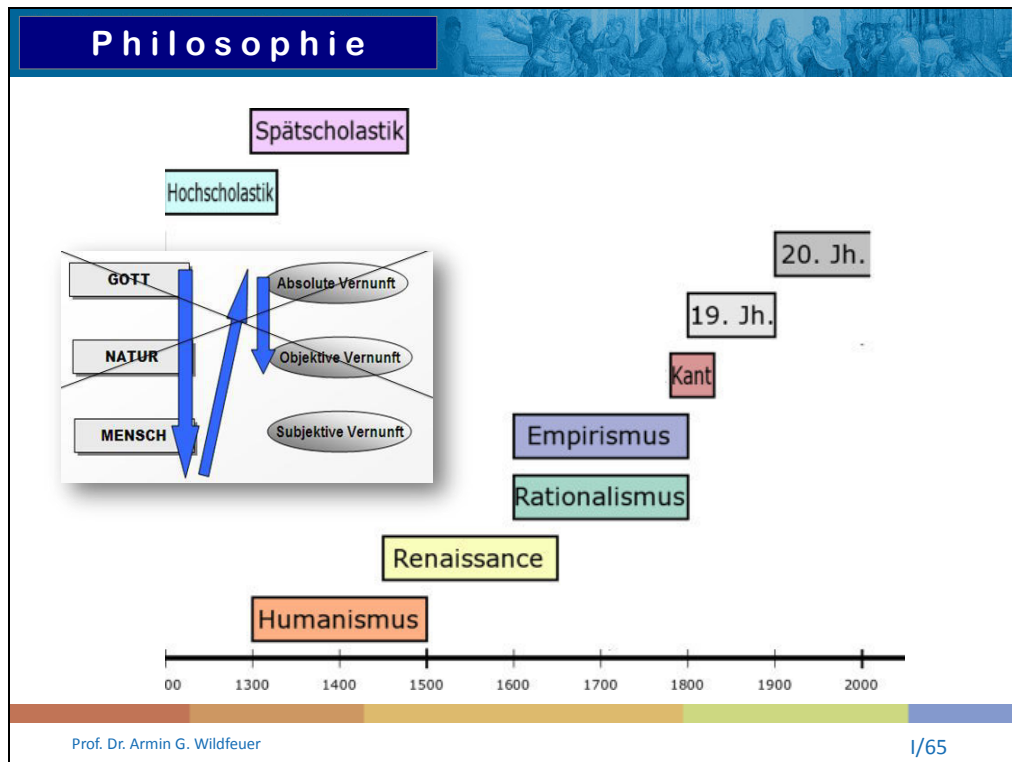 Philosophie
Spätscholastik
Hochscholastik
20. Jh.
GOTT
Absolute Vernunft
19. Jh.
NATUR
Objektive Vernunft
Kant
MENSCH
Subjektive Vernunft
Empirismus
Rationalismus
Renaissance
Humanismus
00 1300 1400 1500 1600 1700 1800 1900 2000
Prof. Dr. Armin G. Wildfeuer
I/65